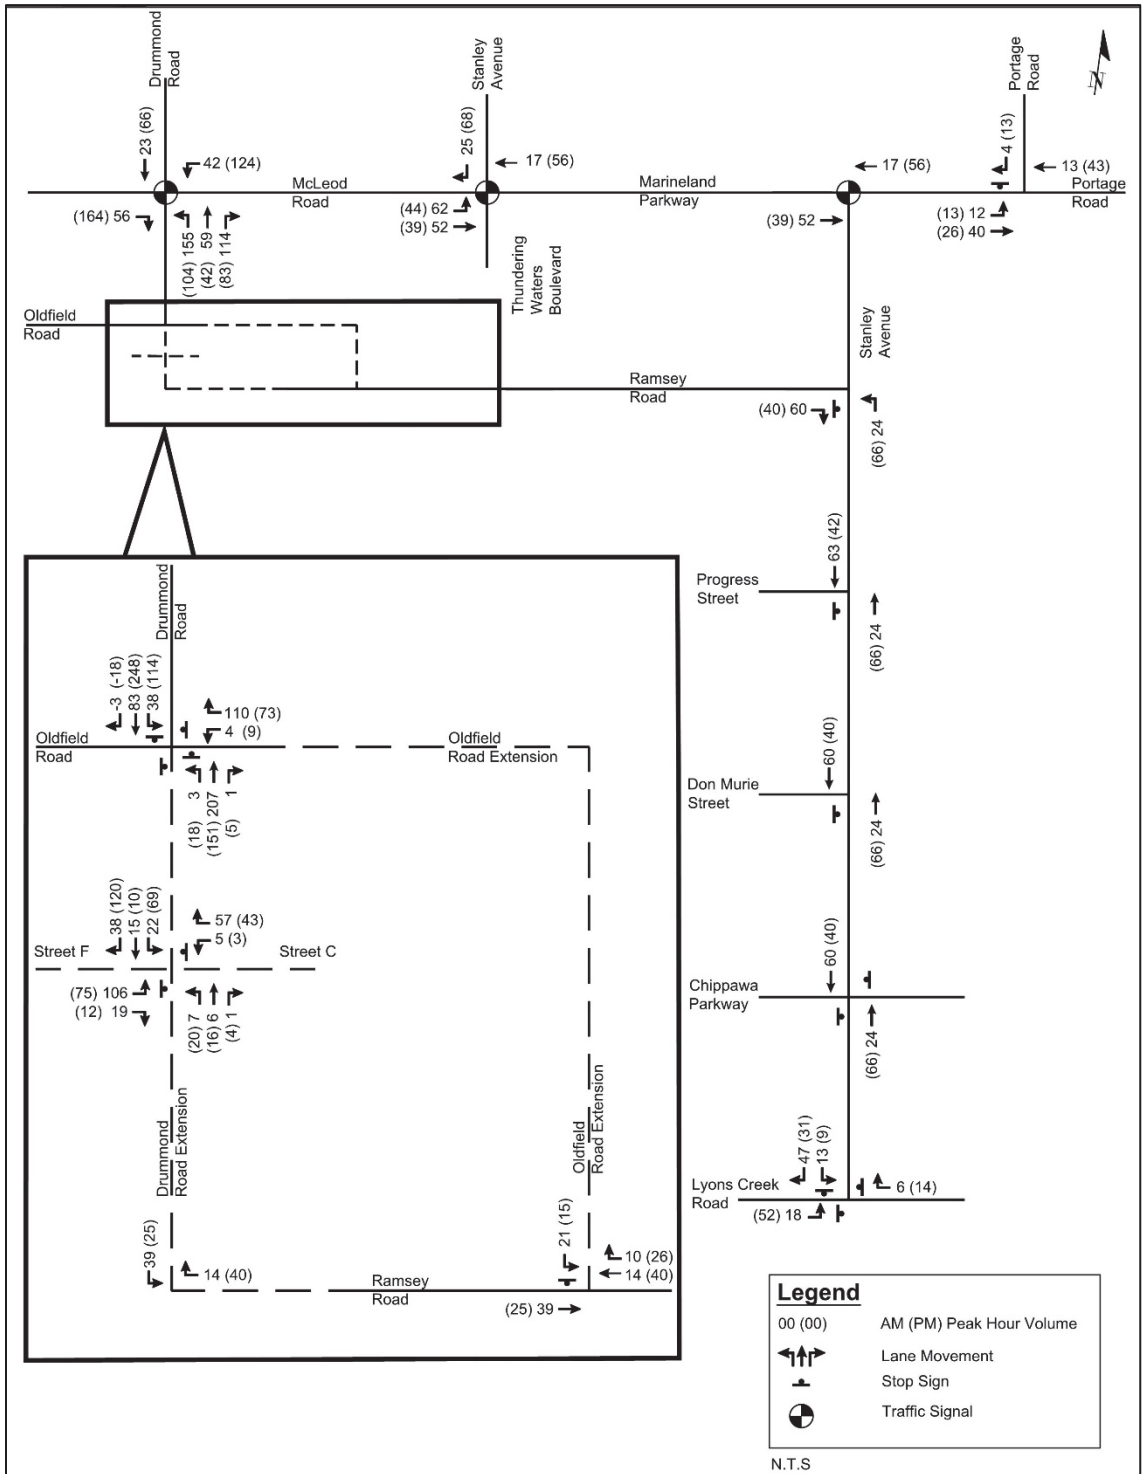 Drummond
Road
Stanley
Avenue
Portage
Road
N
23 (66)
42 (124)
25 (68)
17 (56)
17 (56)
4 (13)
13 (43)
McLeod
Road
Marineland
Parkway
Portage
Road
(164) 56
(104) 155
(42) 59
(83) 114
(44) 62
(39) 52
(39) 52
(13) 12
(26) 40
Thundering
Waters
Boulevard
Oldfield
Road
Stanley
Avenue
Ramsey
Road
(40) 60
(66) 24
63 (42)
Progress
Street
(66) 24
60 (40)
Don Murie
Street
(66) 24
60 (40)
Chippawa
Parkway
(66) 24
47 (31)
13 (9)
Lyons Creek
Road
6 (14)
(52) 18
Drummond
Road
-3 (-18)
83 (248)
38 (114)
110 (73)
4 (9)
Oldfield
Road
Oldfield
Road Extension
(18) 3
(151) 207
(5) 1
38 (120)
15 (10)
22 (69)
57 (43)
5 (3)
Street F
Street C
(75) 106
(12) 19
(20) 7
(16) 6
(4) 1
Drummond
Road Extension
Oldfield
Road Extension
39 (25)
14 (40)
21 (15)
10 (26)
14 (40)
Ramsey
Road
(25) 39
Legend
00 (00) AM (PM) Peak Hour Volume
Lane Movement
Stop Sign
Traffic Signal
N.T.S